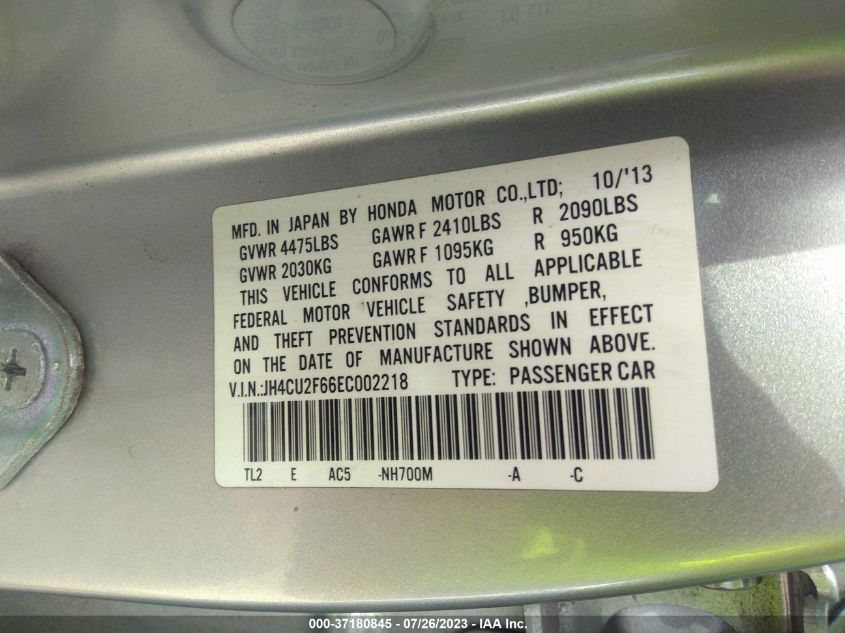 MFD. IN JAPAN BY HONDA MOTOR CO.,LTD; 10/'13
GVWR 4475LBS GAWR F 2410LBS R 2090LBS
GVWR 2030KG GAWR F 1095KG R 950KG
THIS VEHICLE CONFORMS TO ALL APPLICABLE
FEDERAL MOTOR VEHICLE SAFETY ,BUMPER,
AND THEFT PREVENTION STANDARDS IN EFFECT
ON THE DATE OF MANUFACTURE SHOWN ABOVE.
V.I.N.:JH4CU2F66EC002218 TYPE: PASSENGER CAR
TL2 E AC5 -NH700M -A -C
000-37180845 - 07/26/2023 - IAA Inc.